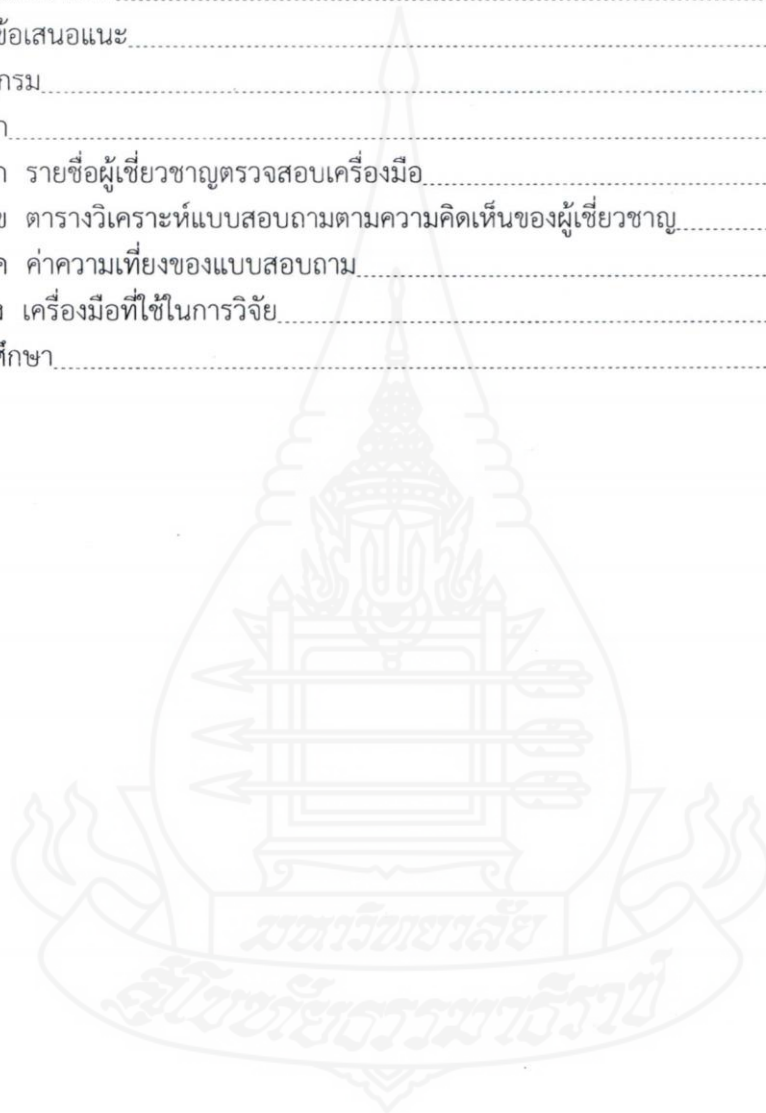 ข้อเสนอแนะ
กรม
ก
ก รายชื่อผู้เชี่ยวชาญตรวจสอบเครื่องมือ
ข ตารางวิเคราะห์แบบสอบถามตามความคิดเห็นของผู้เชี่ยวชาญ
ค ค่าความเที่ยงของแบบสอบถาม
ง เครื่องมือที่ใช้ในการวิจัย
ศึกษา
มหาวิทยาลัย
สุโขทัยธรรมาธิราช